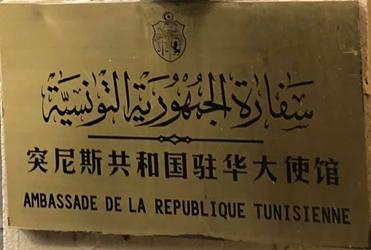 سفارة الجمهورية التونسية
突尼斯共和国驻华大使馆
AMBASSADE DE LA REPUBLIQUE TUNISIENNE